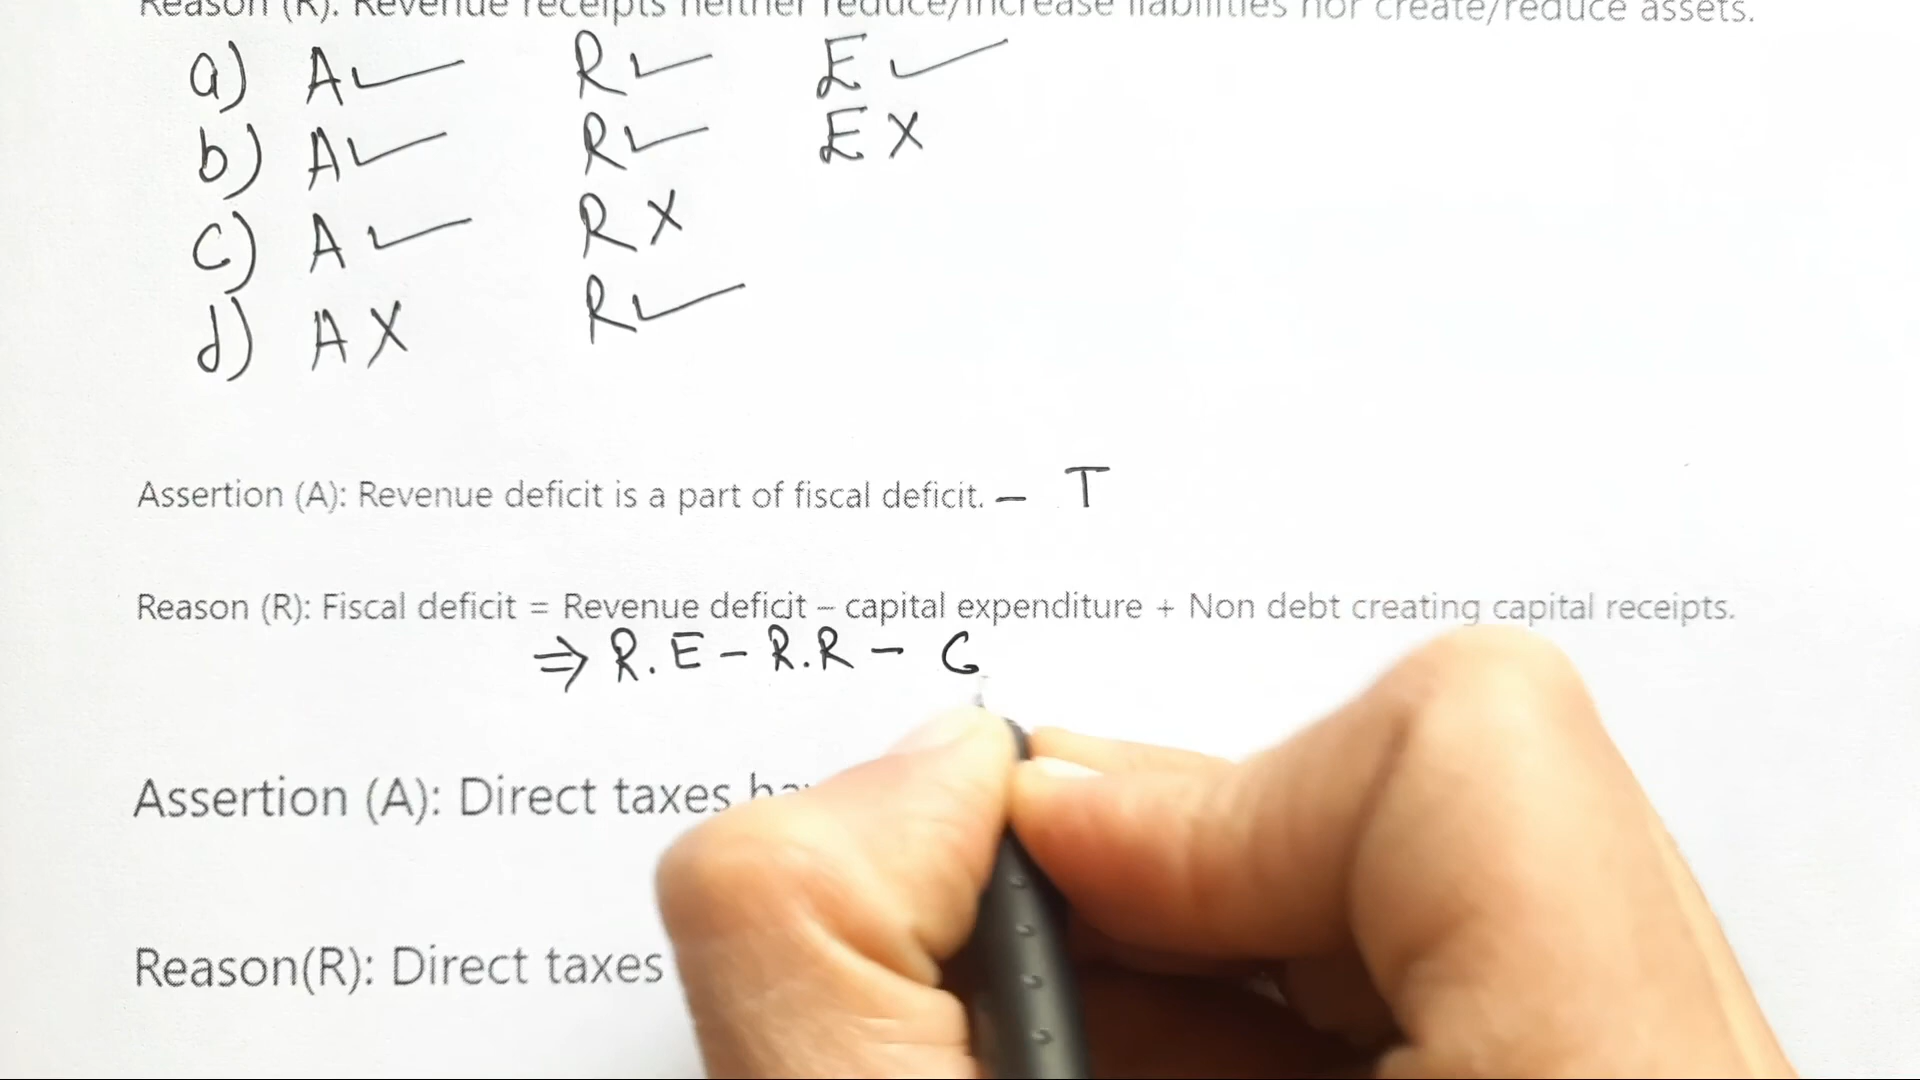 Reason (R): Revenue receipts neither reduce/increase liabilities nor create/reduce assets.
a) A✓ R✓ E✓
b) A✓ R✓ E X
c) A✓ R X
d) A X R✓
Assertion (A): Revenue deficit is a part of fiscal deficit. – T
Reason (R): Fiscal deficit = Revenue deficit – capital expenditure + Non debt creating capital receipts.
⇒ R.E – R.R – C
Assertion (A): Direct taxes
Reason(R): Direct taxes